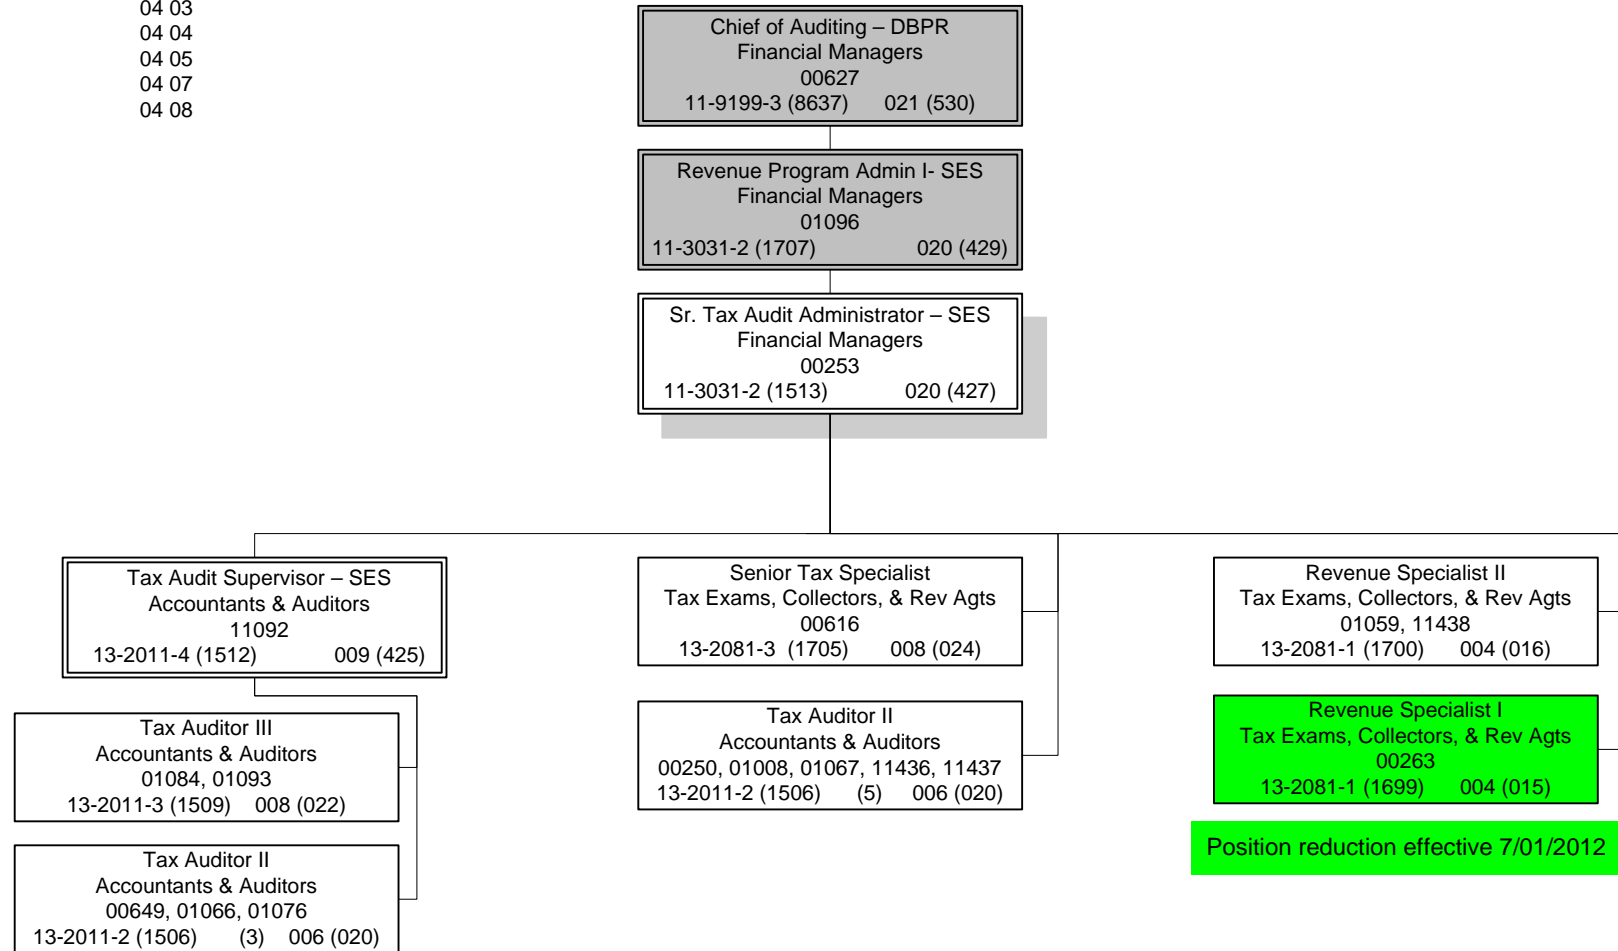 04 03
04 04
04 05
04 07
04 08
Chief of Auditing – DBPR
Financial Managers
00627
11-9199-3 (8637) 021 (530)
Revenue Program Admin I- SES
Financial Managers
01096
11-3031-2 (1707) 020 (429)
Sr. Tax Audit Administrator – SES
Financial Managers
00253
11-3031-2 (1513) 020 (427)
Tax Audit Supervisor – SES
Accountants & Auditors
11092
13-2011-4 (1512) 009 (425)
Tax Auditor III
Accountants & Auditors
01084, 01093
13-2011-3 (1509) 008 (022)
Tax Auditor II
Accountants & Auditors
00649, 01066, 01076
13-2011-2 (1506) (3) 006 (020)
Senior Tax Specialist
Tax Exams, Collectors, & Rev Agts
00616
13-2081-3 (1705) 008 (024)
Tax Auditor II
Accountants & Auditors
00250, 01008, 01067, 11436, 11437
13-2011-2 (1506) (5) 006 (020)
Revenue Specialist II
Tax Exams, Collectors, & Rev Agts
01059, 11438
13-2081-1 (1700) 004 (016)
Revenue Specialist I
Tax Exams, Collectors, & Rev Agts
00263
13-2081-1 (1699) 004 (015)
Position reduction effective 7/01/2012